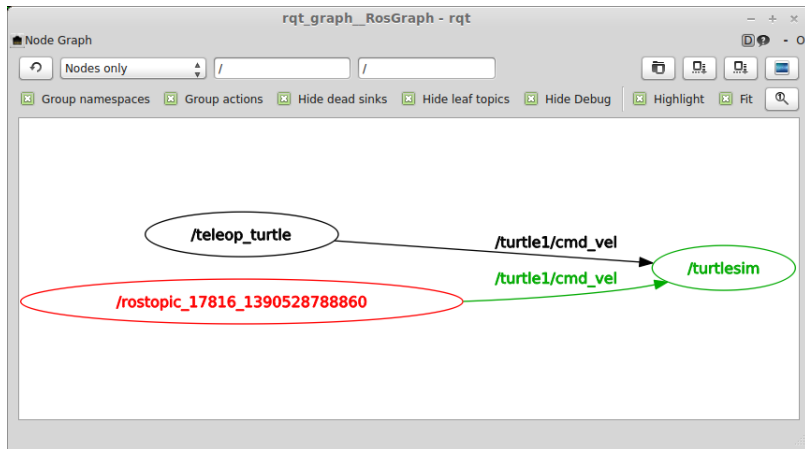 rqt_graph__RosGraph - rqt
Node Graph
D - O
Nodes only / /
Group namespaces Group actions Hide dead sinks Hide leaf topics Hide Debug Highlight Fit
/teleop_turtle
/turtle1/cmd_vel
/turtle1/cmd_vel
/turtlesim
/rostopic_17816_1390528788860